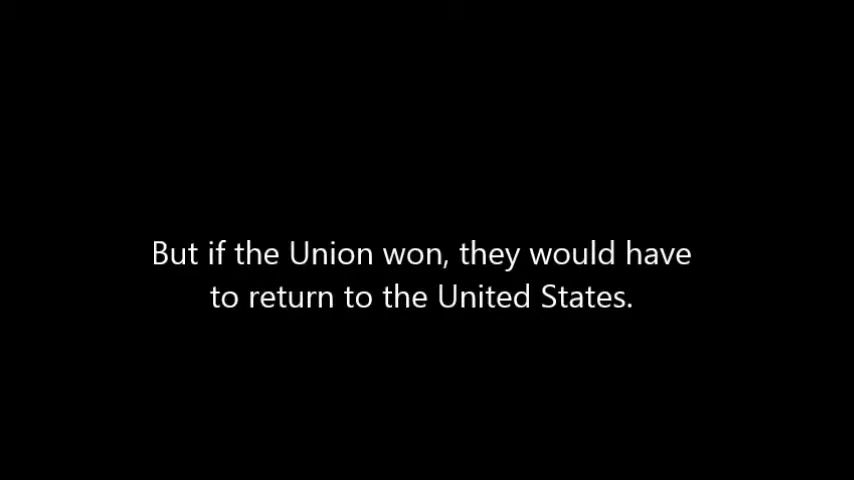 But if the Union won, they would have
to return to the United States.